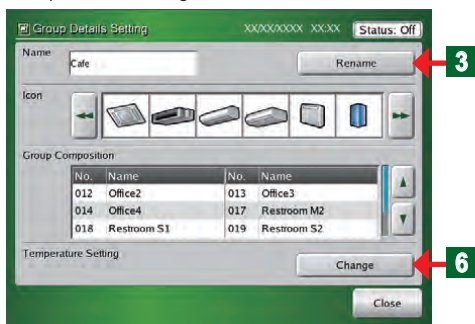 Group Details Setting XX/XX/XXXX XX:XX Status: Off
Name
Cafe Rename 3
Icon
Group Composition
No. Name No. Name
012 Office2 013 Office3
014 Office4 017 Restroom M2
018 Restroom S1 019 Restroom S2
Temperature Setting
Change 6
Close